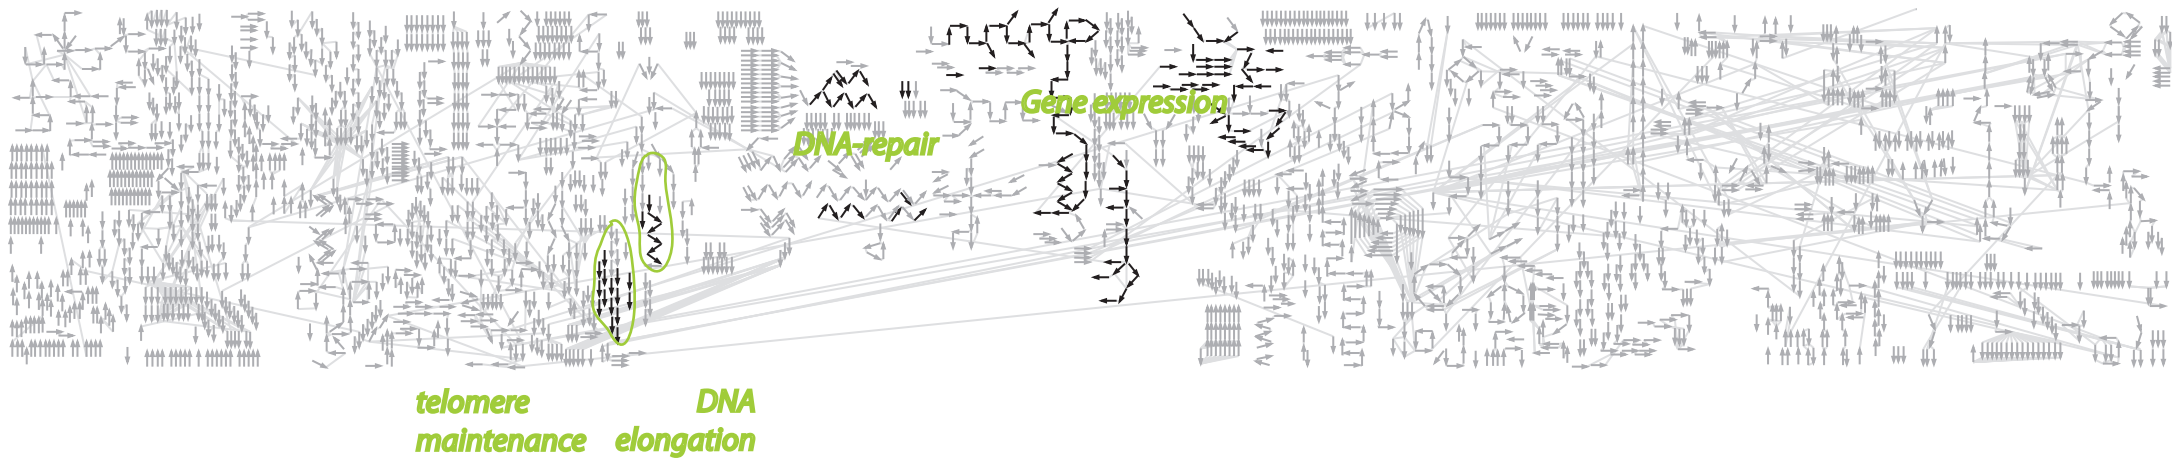 Gene expression
DNA-repair
telomere
maintenance
DNA
elongation